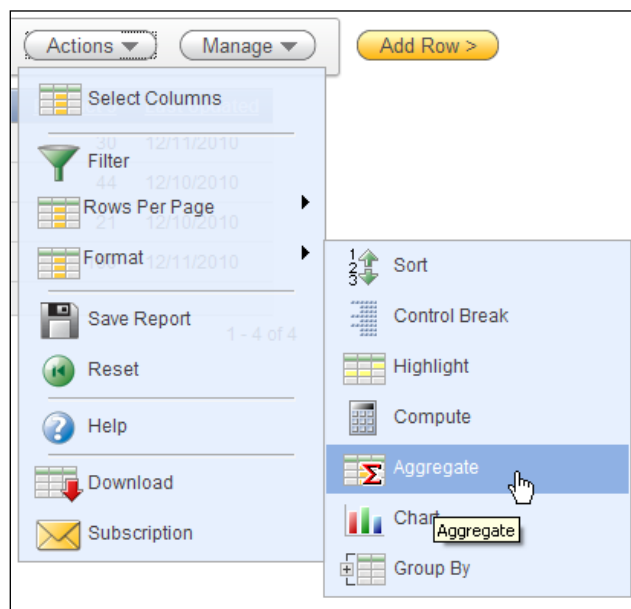 Actions
Manage
Add Row >
Select Columns
30 12/11/2010
Filter
44 12/10/2010
Rows Per Page
21 12/10/2010
Format
12/11/2010
Save Report
1 - 4 of 4
Reset
Help
Download
Subscription
Sort
Control Break
Highlight
Compute
Aggregate
Chart
Aggregate
Group By